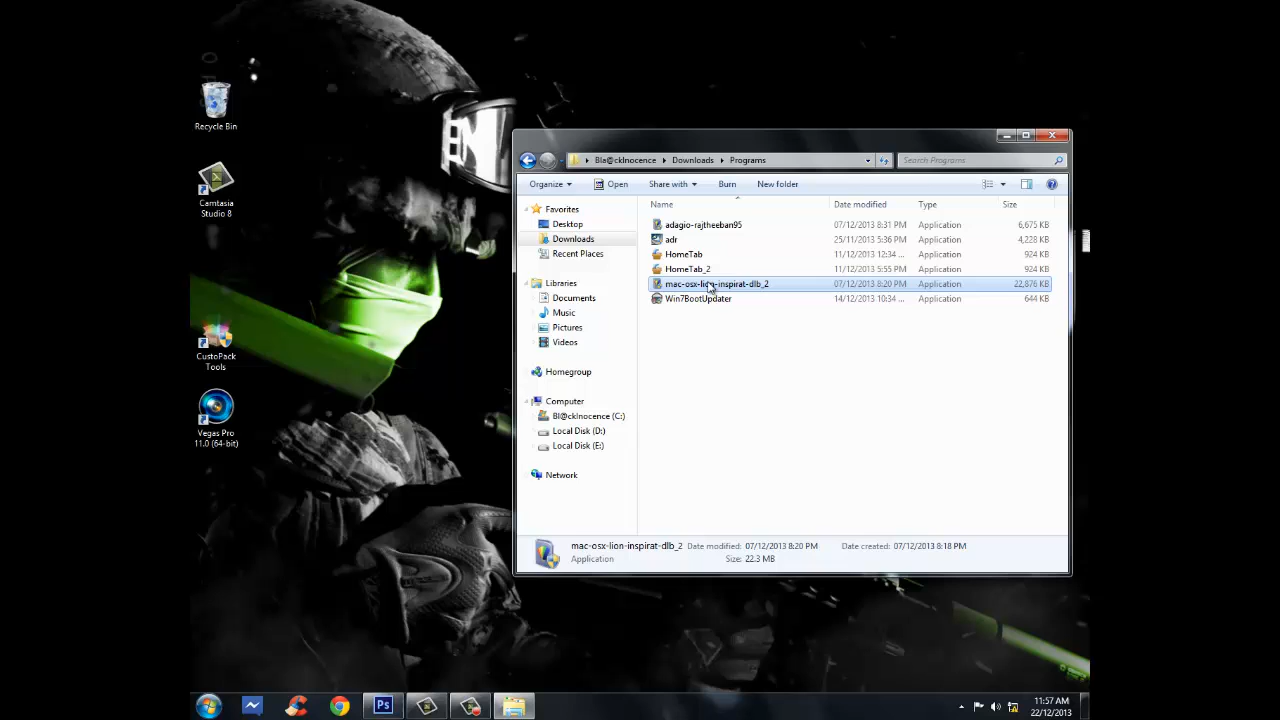 Recycle Bin
Camtasia
Studio 8
CustoPack
Tools
Vegas Pro
11.0 (64-bit)
Bla@ckInocence Downloads Programs
Search Programs
Organize Open Share with Burn New folder
Name Date modified Type Size
Favorites
Desktop
Downloads
Recent Places
Libraries
Documents
Music
Pictures
Videos
Homegroup
Computer
Bl@ckInocence (C:)
Local Disk (D:)
Local Disk (E:)
Network
adagio-rajtheeban95 07/12/2013 8:31 PM Application 6,675 KB
adr 25/11/2013 5:36 PM Application 4,228 KB
HomeTab 11/12/2013 12:34 ... Application 924 KB
HomeTab_2 11/12/2013 5:55 PM Application 924 KB
mac-osx-lion-inspirat-dlb_2 07/12/2013 8:20 PM Application 22,876 KB
Win7BootUpdater 14/12/2013 10:34 ... Application 644 KB
mac-osx-lion-inspirat-dlb_2 Date modified: 07/12/2013 8:20 PM Date created: 07/12/2013 8:18 PM
Application Size: 22.3 MB
Ps
11:57 AM
22/12/2013